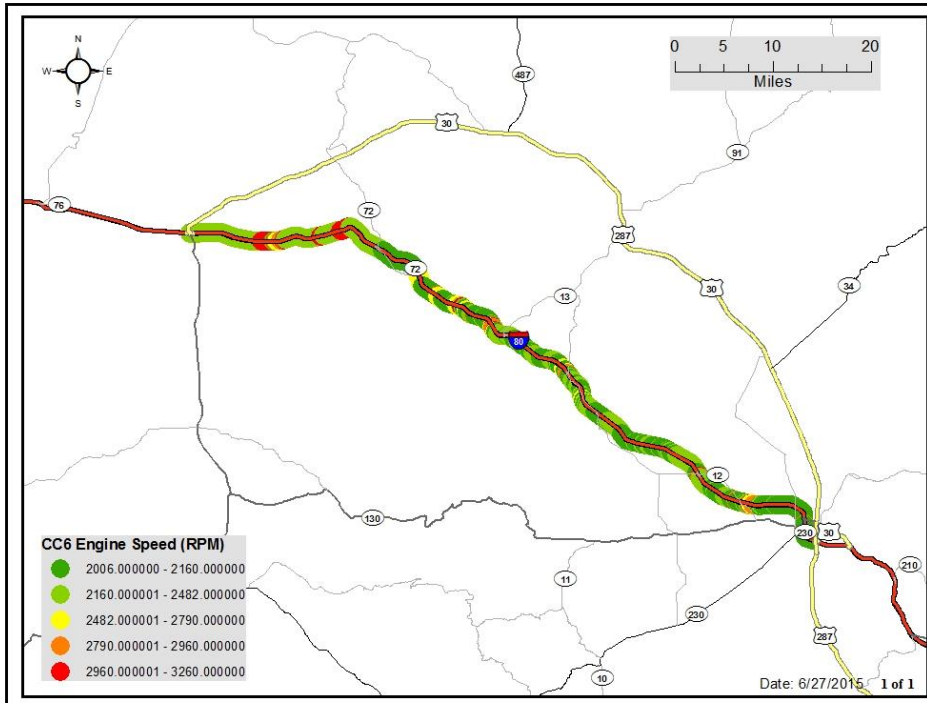 N
W E
S
0 5 10 20
Miles
487
30
91
76
72
287
72
30
34
13
80
12
130
230
30
210
11
230
287
10
CC6 Engine Speed (RPM)
2006.000000 - 2160.000000
2160.000001 - 2482.000000
2482.000001 - 2790.000000
2790.000001 - 2960.000000
2960.000001 - 3260.000000
Date: 6/27/2015 1 of 1